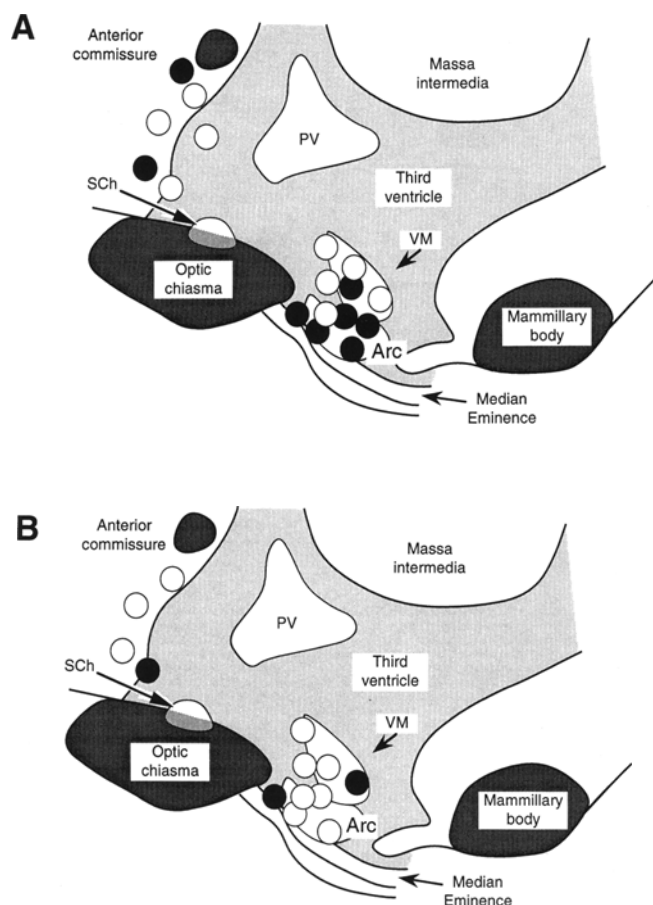 A
Anterior
commissure
Massa
intermedia
PV
SCh
Third
ventricle
VM
Optic
chiasma
Mammillary
body
Arc
Median
Eminence
B
Anterior
commissure
Massa
intermedia
PV
SCh
Third
ventricle
VM
Optic
chiasma
Mammillary
body
Arc
Median
Eminence